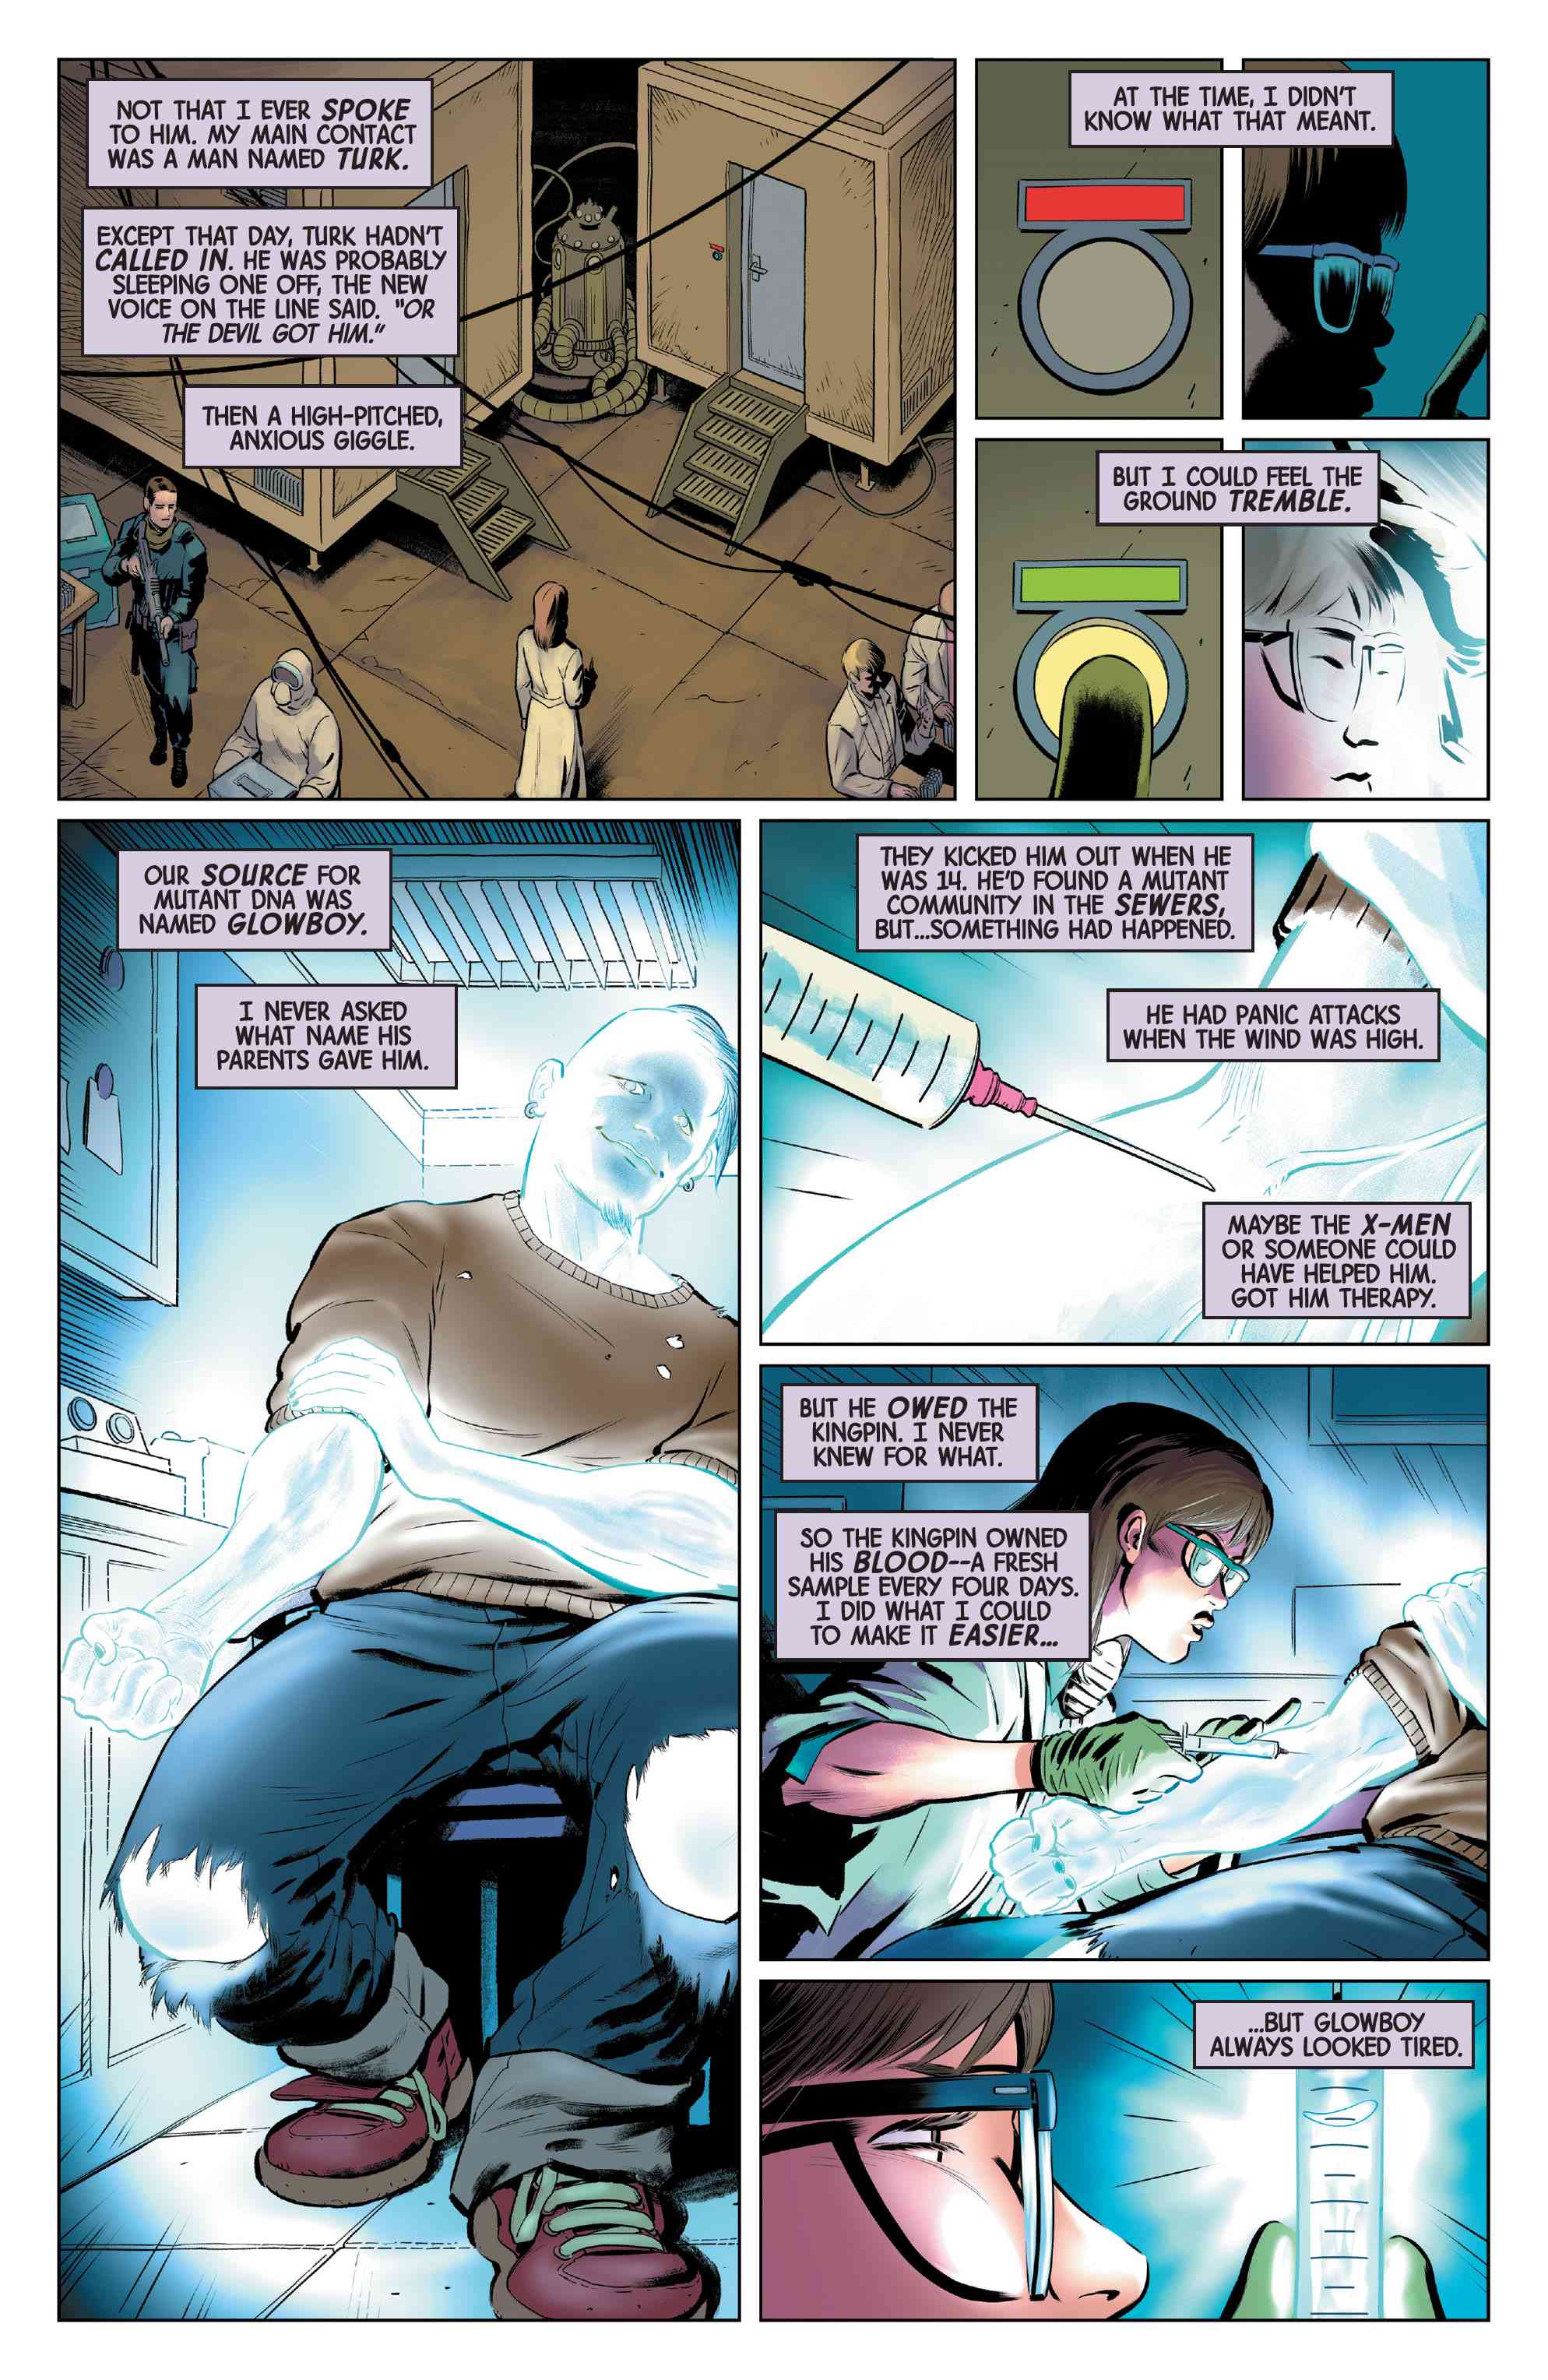 NOT THAT I EVER SPOKE
TO HIM. MY MAIN CONTACT
WAS A MAN NAMED TURK.
EXCEPT THAT DAY, TURK HADN'T
CALLED IN. HE WAS PROBABLY
SLEEPING ONE OFF, THE NEW
VOICE ON THE LINE SAID. "OR
THE DEVIL GOT HIM."
THEN A HIGH-PITCHED,
ANXIOUS GIGGLE.
AT THE TIME, I DIDN'T
KNOW WHAT THAT MEANT.
BUT I COULD FEEL THE
GROUND TREMBLE.
OUR SOURCE FOR
MUTANT DNA WAS
NAMED GLOWBOY.
I NEVER ASKED
WHAT NAME HIS
PARENTS GAVE HIM.
THEY KICKED HIM OUT WHEN HE
WAS 14. HE'D FOUND A MUTANT
COMMUNITY IN THE SEWERS,
BUT...SOMETHING HAD HAPPENED.
HE HAD PANIC ATTACKS
WHEN THE WIND WAS HIGH.
MAYBE THE X-MEN
OR SOMEONE COULD
HAVE HELPED HIM.
GOT HIM THERAPY.
BUT HE OWED THE
KINGPIN. I NEVER
KNEW FOR WHAT.
SO THE KINGPIN OWNED
HIS BLOOD--A FRESH
SAMPLE EVERY FOUR DAYS.
I DID WHAT I COULD
TO MAKE IT EASIER...
...BUT GLOWBOY
ALWAYS LOOKED TIRED.